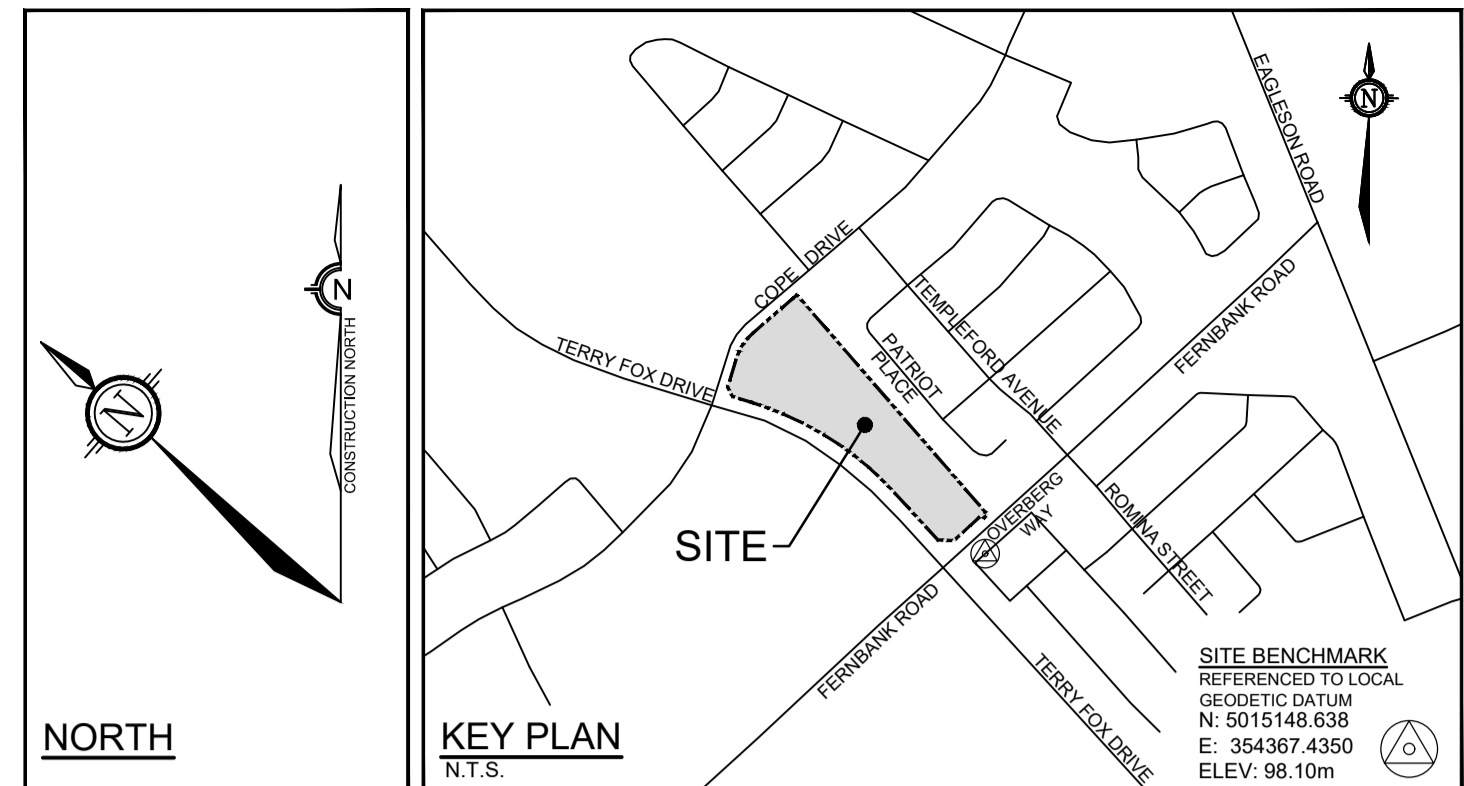 N
N
CONSTRUCTION NORTH
NORTH
N
EAGLESON ROAD
COPE DRIVE
TERRY FOX DRIVE
TEMPLEFORD AVENUE
PATRIOT
PLACE
FERNBANK ROAD
SITE
OVERBERG
WAY
ROMINA STREET
FERNBANK ROAD
TERRY FOX DRIVE
KEY PLAN
N.T.S.
SITE BENCHMARK
REFERENCED TO LOCAL
GEODETIC DATUM
N: 5015148.638
E: 354367.4350
ELEV: 98.10m